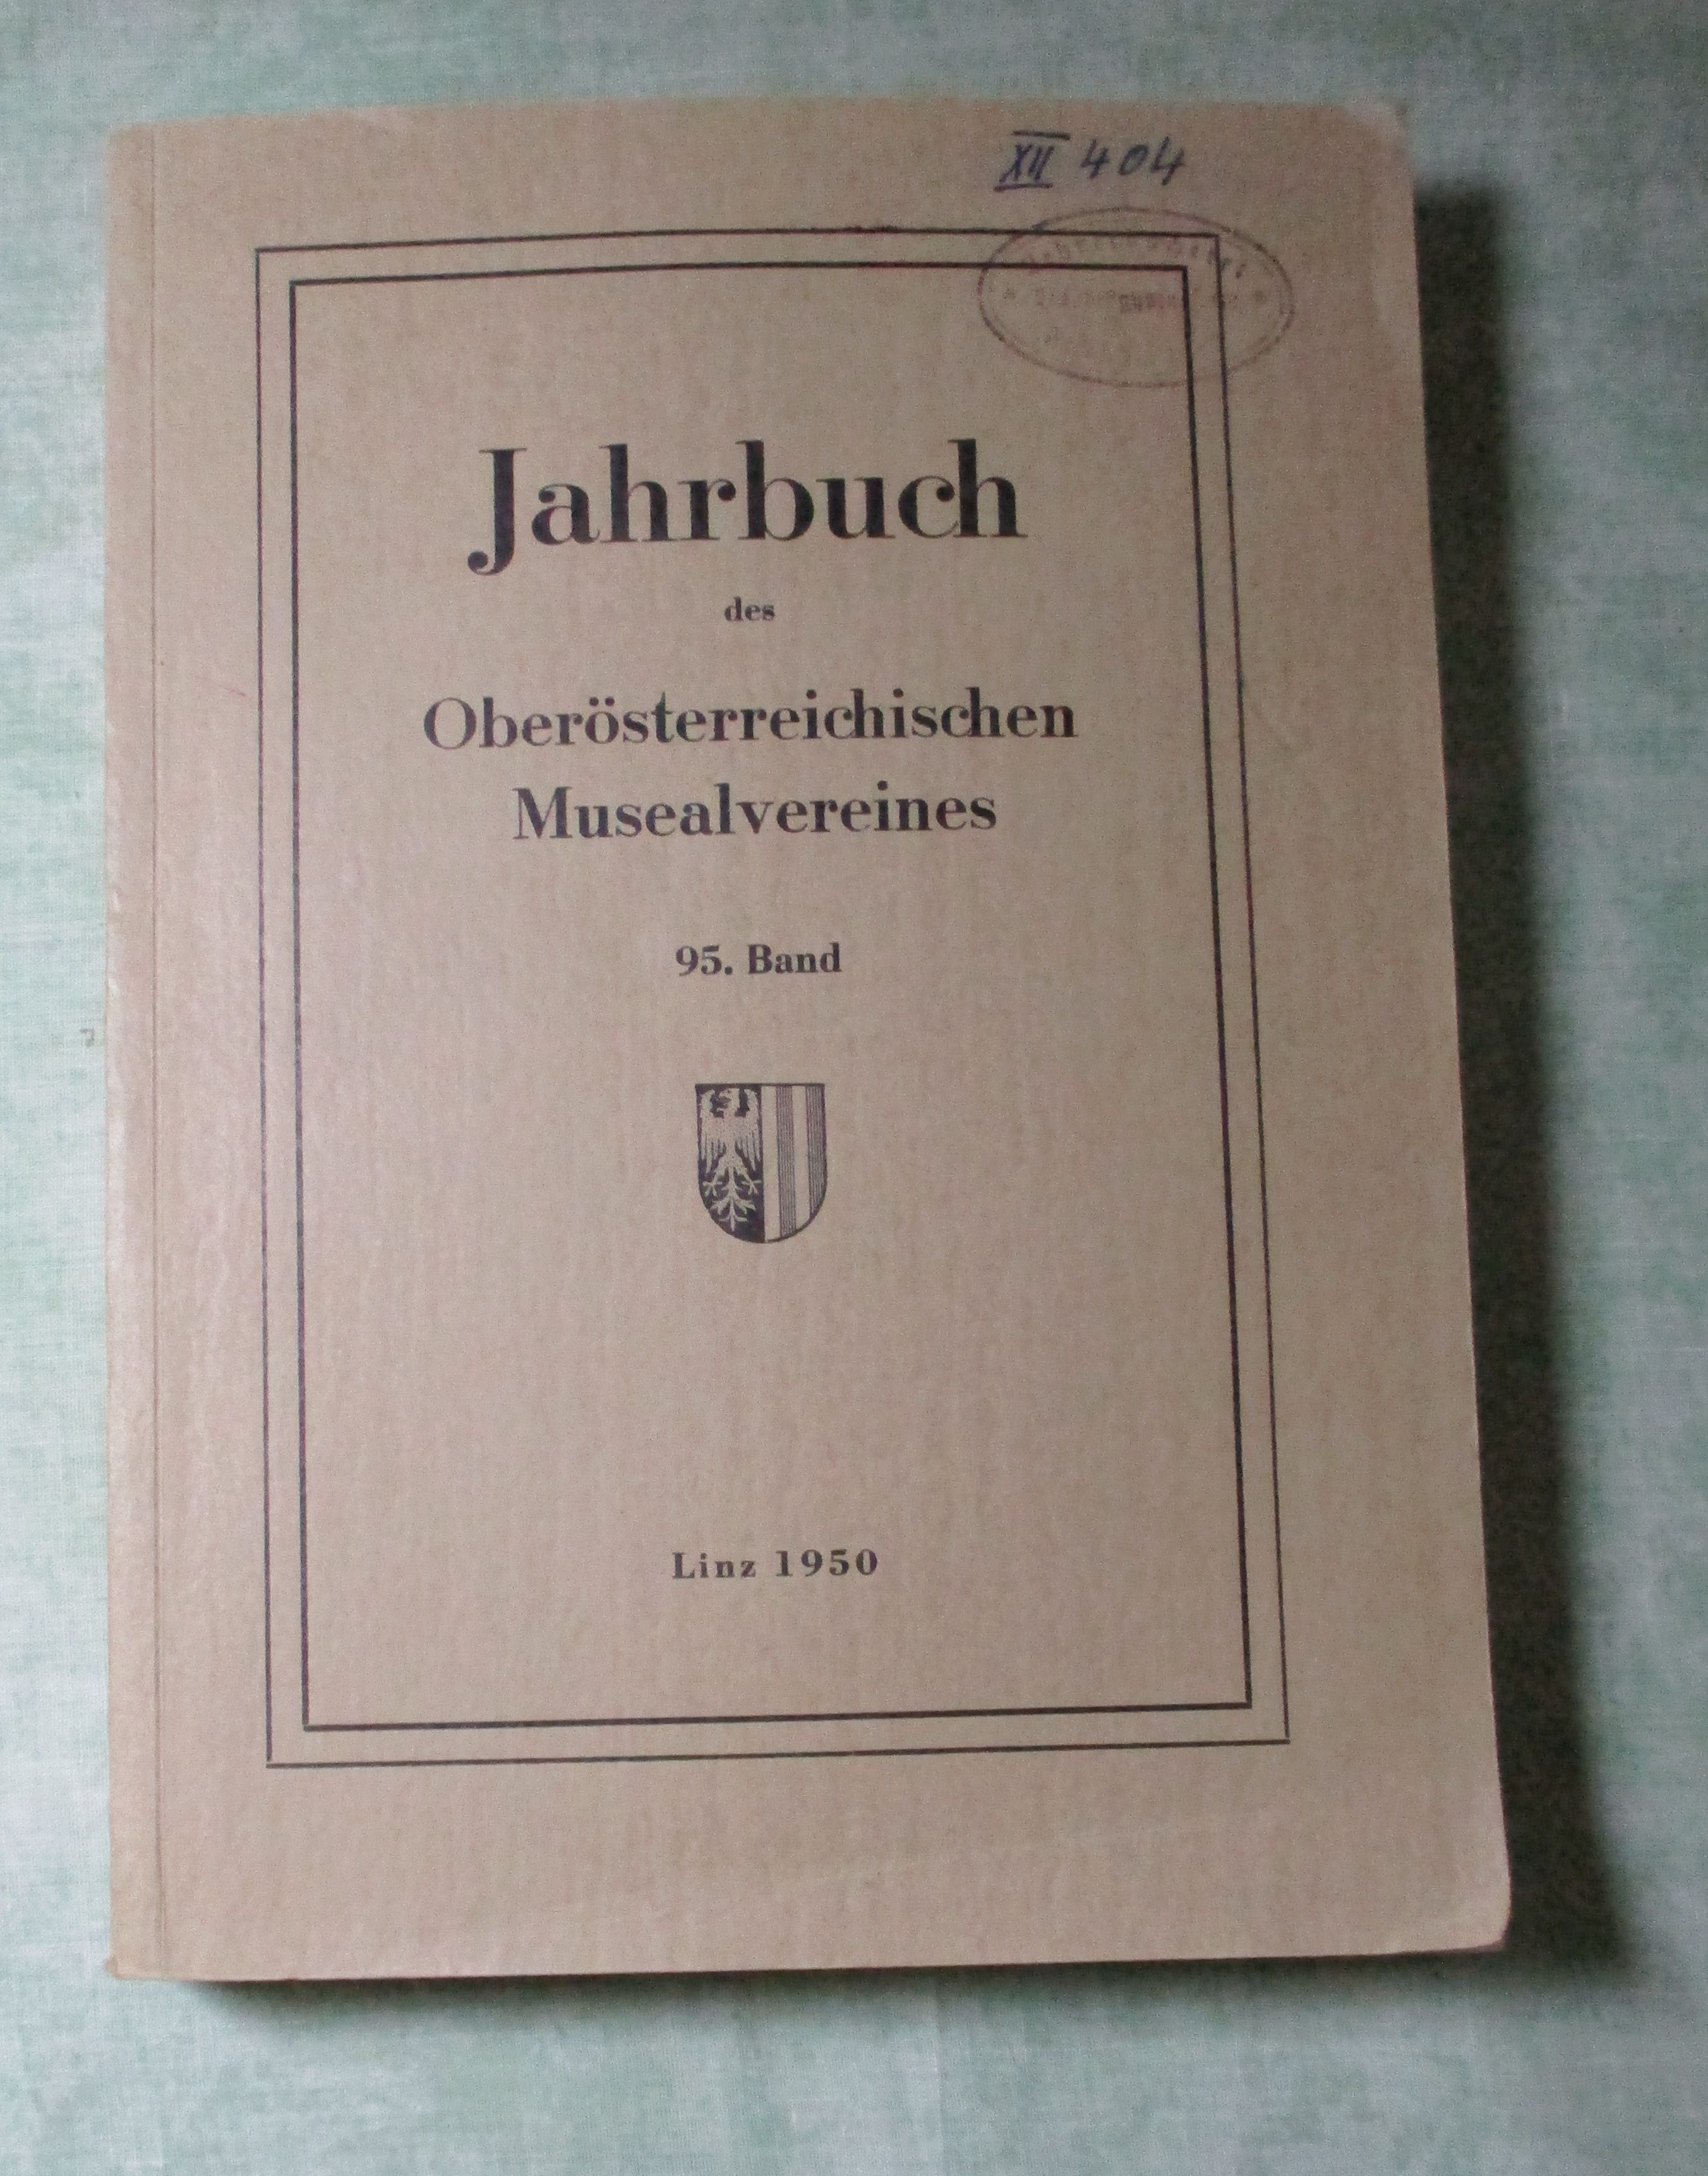 XII 404
Jahrbuch
des
Oberösterreichischen
Musealvereines
95. Band
Linz 1950